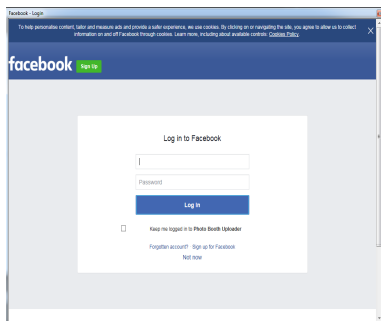 Facebook - Login
To help personalise content, tailor and measure ads and provide a safer experience, we use cookies. By clicking on or navigating the site, you agree to allow us to collect
information on and off Facebook through cookies. Learn more, including about available controls: Cookies Policy.
facebook Sign Up
Log in to Facebook
Password
Log In
Keep me logged in to Photo Booth Uploader
Forgotten account? Sign up for Facebook
Not now